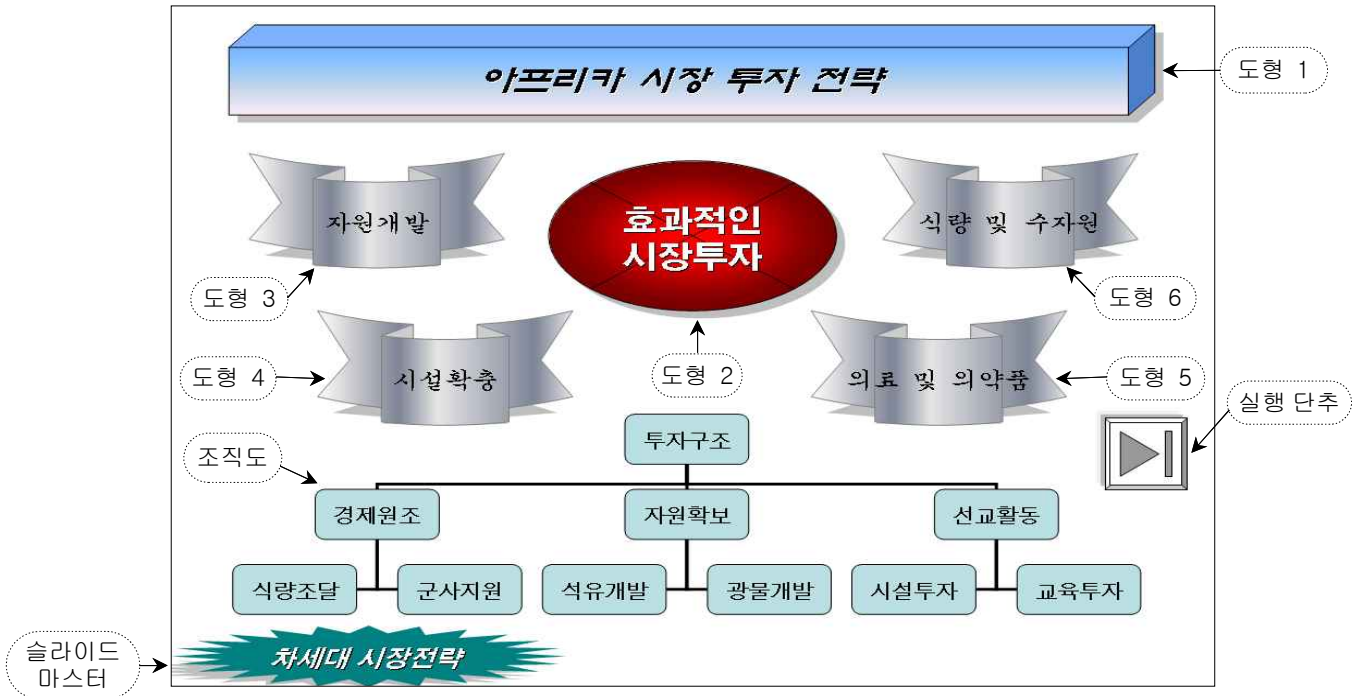 아프리카 시장 투자 전략
도형 1
자원개발
효과적인
시장투자
식량 및 수자원
도형 3
도형 6
시설확충
의료 및 의약품
도형 4
도형 2
도형 5
실행 단추
투자구조
조직도
경제원조
자원확보
선교활동
식량조달
군사지원
석유개발
광물개발
시설투자
교육투자
차세대 시장전략
슬라이드
마스터